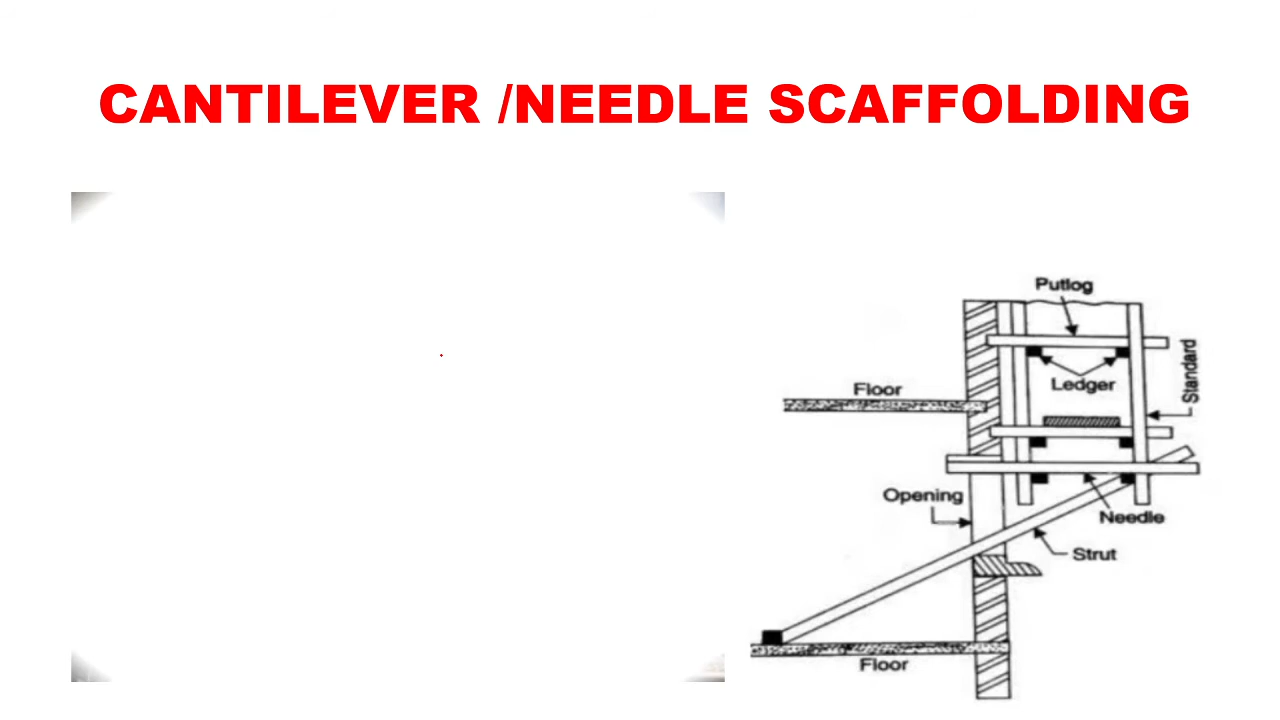 CANTILEVER /NEEDLE SCAFFOLDING
Putlog
Ledger
Standard
Floor
Opening
Needle
Strut
Floor